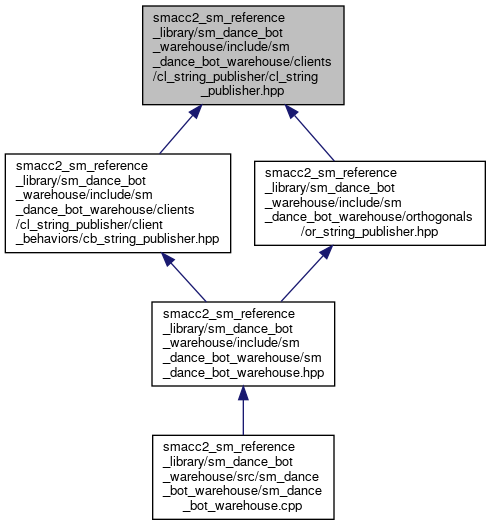 smacc2_sm_reference
_library/sm_dance_bot
_warehouse/include/sm
_dance_bot_warehouse/clients
/cl_string_publisher/cl_string
_publisher.hpp
smacc2_sm_reference
_library/sm_dance_bot
_warehouse/include/sm
_dance_bot_warehouse/clients
/cl_string_publisher/client
_behaviors/cb_string_publisher.hpp
smacc2_sm_reference
_library/sm_dance_bot
_warehouse/include/sm
_dance_bot_warehouse/orthogonals
/or_string_publisher.hpp
smacc2_sm_reference
_library/sm_dance_bot
_warehouse/include/sm
_dance_bot_warehouse/sm
_dance_bot_warehouse.hpp
smacc2_sm_reference
_library/sm_dance_bot
_warehouse/src/sm_dance
_bot_warehouse/sm_dance
_bot_warehouse.cpp